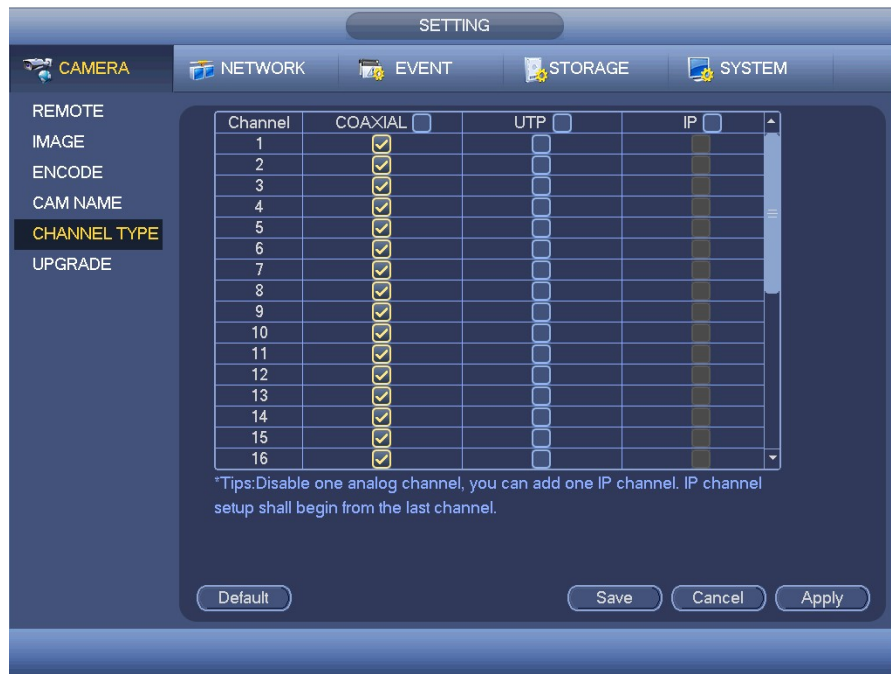 SETTING
CAMERA NETWORK EVENT STORAGE SYSTEM
REMOTE
IMAGE
ENCODE
CAM NAME
CHANNEL TYPE
UPGRADE
Channel COAXIAL UTP IP
1
2
3
4
5
6
7
8
9
10
11
12
13
14
15
16
*Tips:Disable one analog channel, you can add one IP channel. IP channel
setup shall begin from the last channel.
Default Save Cancel Apply